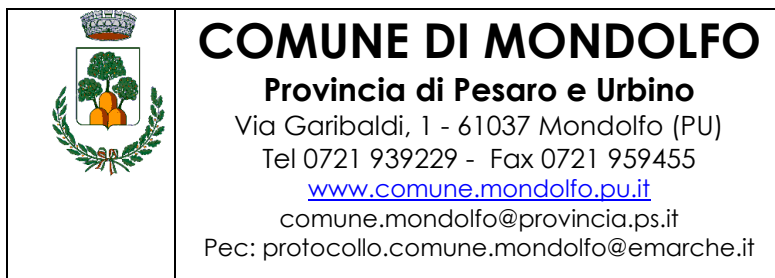 COMUNE DI MONDOLFO
Provincia di Pesaro e Urbino
Via Garibaldi, 1 - 61037 Mondolfo (PU)
Tel 0721 939229 - Fax 0721 959455
www.comune.mondolfo.pu.it
comune.mondolfo@provincia.ps.it
Pec: protocollo.comune.mondolfo@emarche.it